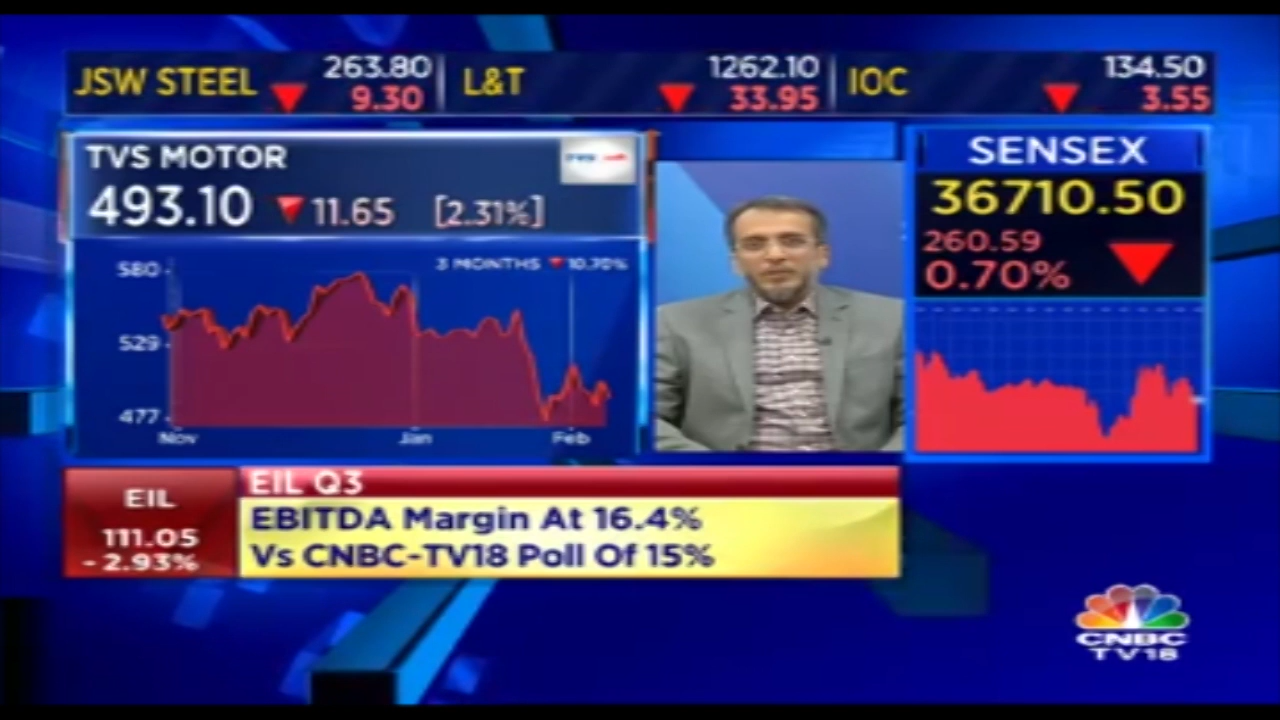 JSW STEEL 263.80 L&T 1262.10 IOC 134.50
9.30 33.95 3.55
TVS MOTOR
493.10 11.65 [2.31%]
3 MONTHS 10.70%
580
529
477
Nov Jan Feb
SENSEX
36710.50
260.59
0.70%
EIL
111.05
- 2.93%
EIL Q3
EBITDA Margin At 16.4%
Vs CNBC-TV18 Poll Of 15%
CNBC
TV18